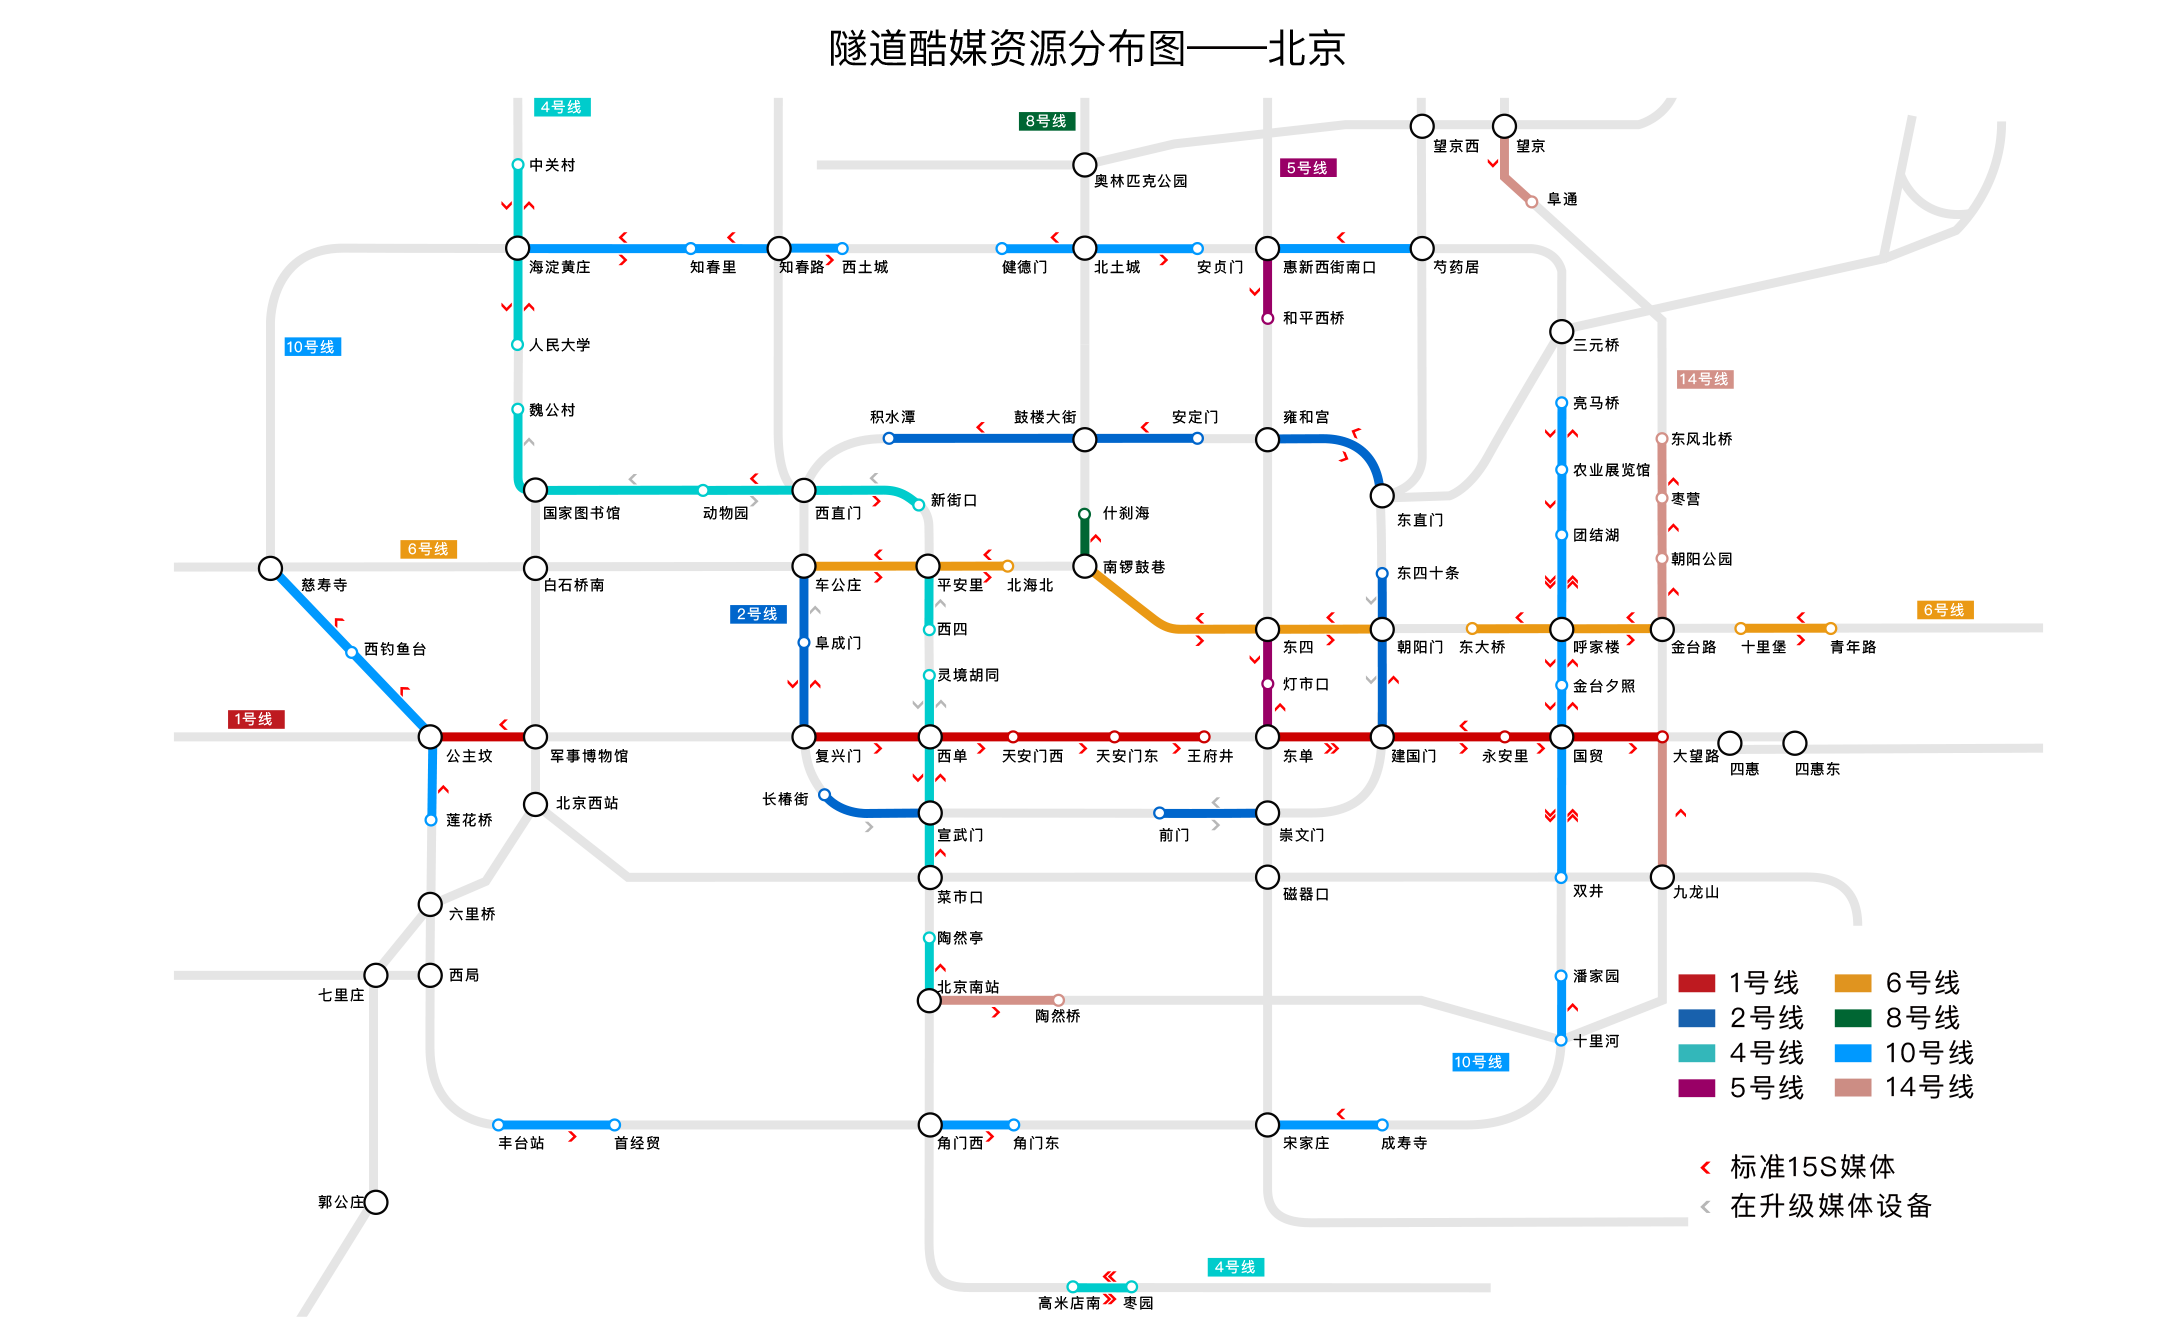 隧道酷媒资源分布图——北京
4号线
8号线
5号线
中关村
望京西
望京
奥林匹克公园
阜通
海淀黄庄
知春里
知春路
西土城
健德门
北土城
安贞门
惠新西街南口
芍药居
和平西桥
10号线
人民大学
三元桥
14号线
魏公村
积水潭
鼓楼大街
安定门
雍和宫
亮马桥
东风北桥
农业展览馆
枣营
国家图书馆
动物园
西直门
新街口
什刹海
东直门
团结湖
6号线
朝阳公园
慈寿寺
白石桥南
车公庄
平安里
北海北
南锣鼓巷
东四十条
2号线
6号线
西钓鱼台
阜成门
西四
东四
朝阳门
东大桥
呼家楼
金台路
十里堡
青年路
灵境胡同
灯市口
金台夕照
1号线
公主坟
军事博物馆
复兴门
西单
天安门西
天安门东
王府井
东单
建国门
永安里
国贸
大望路
四惠
四惠东
北京西站
长椿街
莲花桥
宣武门
前门
崇文门
菜市口
磁器口
双井
九龙山
六里桥
陶然亭
西局
七里庄
北京南站
陶然桥
潘家园
十里河
10号线
1号线
6号线
2号线
8号线
4号线
10号线
5号线
14号线
丰台站
首经贸
角门西
角门东
宋家庄
成寿寺
标准15S媒体
郭公庄
在升级媒体设备
4号线
高米店南
枣园